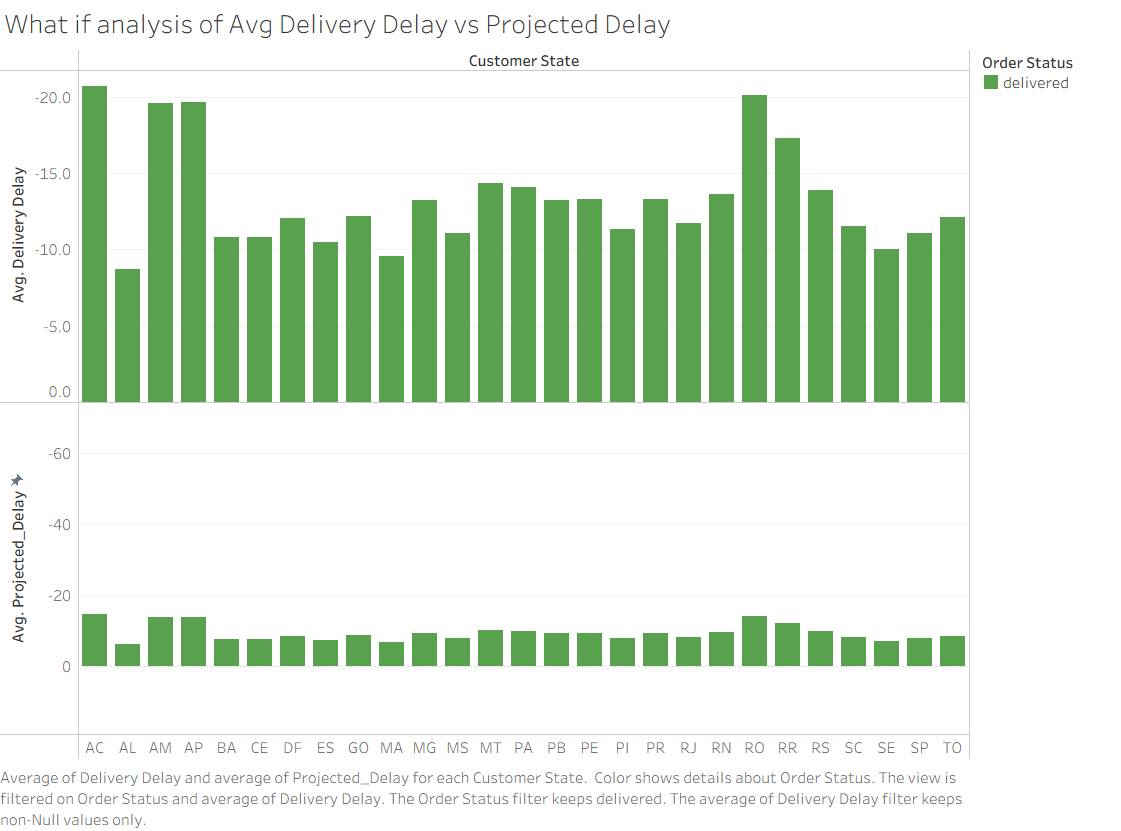 What if analysis of Avg Delivery Delay vs Projected Delay
Customer State
Order Status
delivered
Avg. Delivery Delay
-20.0
-15.0
-10.0
-5.0
0.0
Avg. Projected_Delay
-60
-40
-20
0
AC AL AM AP BA CE DF ES GO MA MG MS MT PA PB PE PI PR RJ RN RO RR RS SC SE SP TO
Average of Delivery Delay and average of Projected_Delay for each Customer State. Color shows details about Order Status. The view is
filtered on Order Status and average of Delivery Delay. The Order Status filter keeps delivered. The average of Delivery Delay filter keeps
non-Null values only.